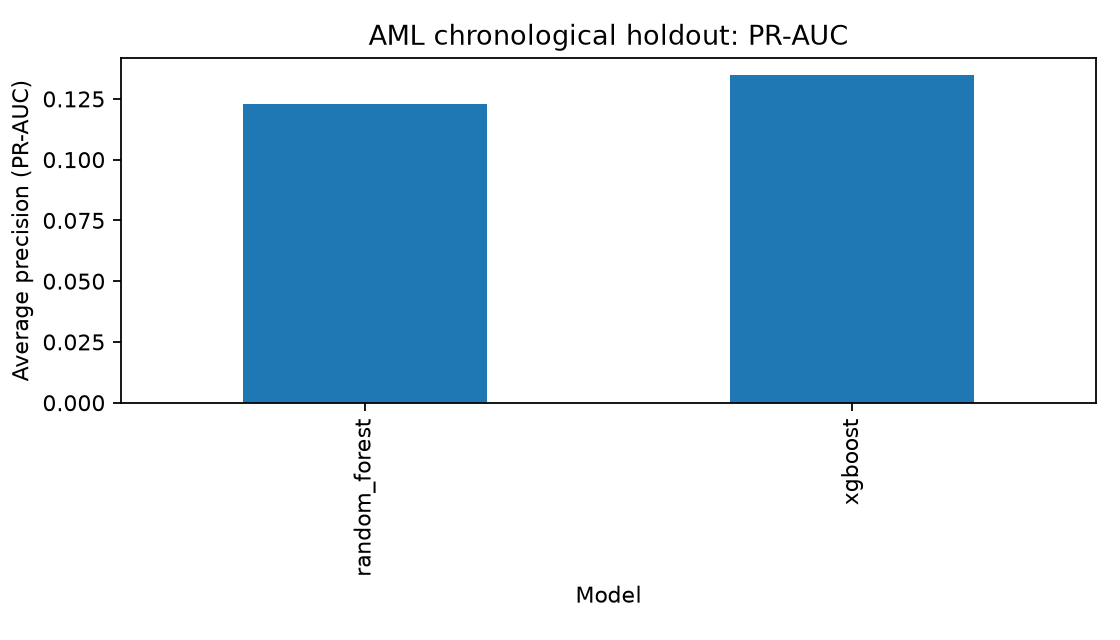 AML chronological holdout: PR-AUC
Average precision (PR-AUC)
0.125
0.100
0.075
0.050
0.025
0.000
random_forest
xgboost
Model